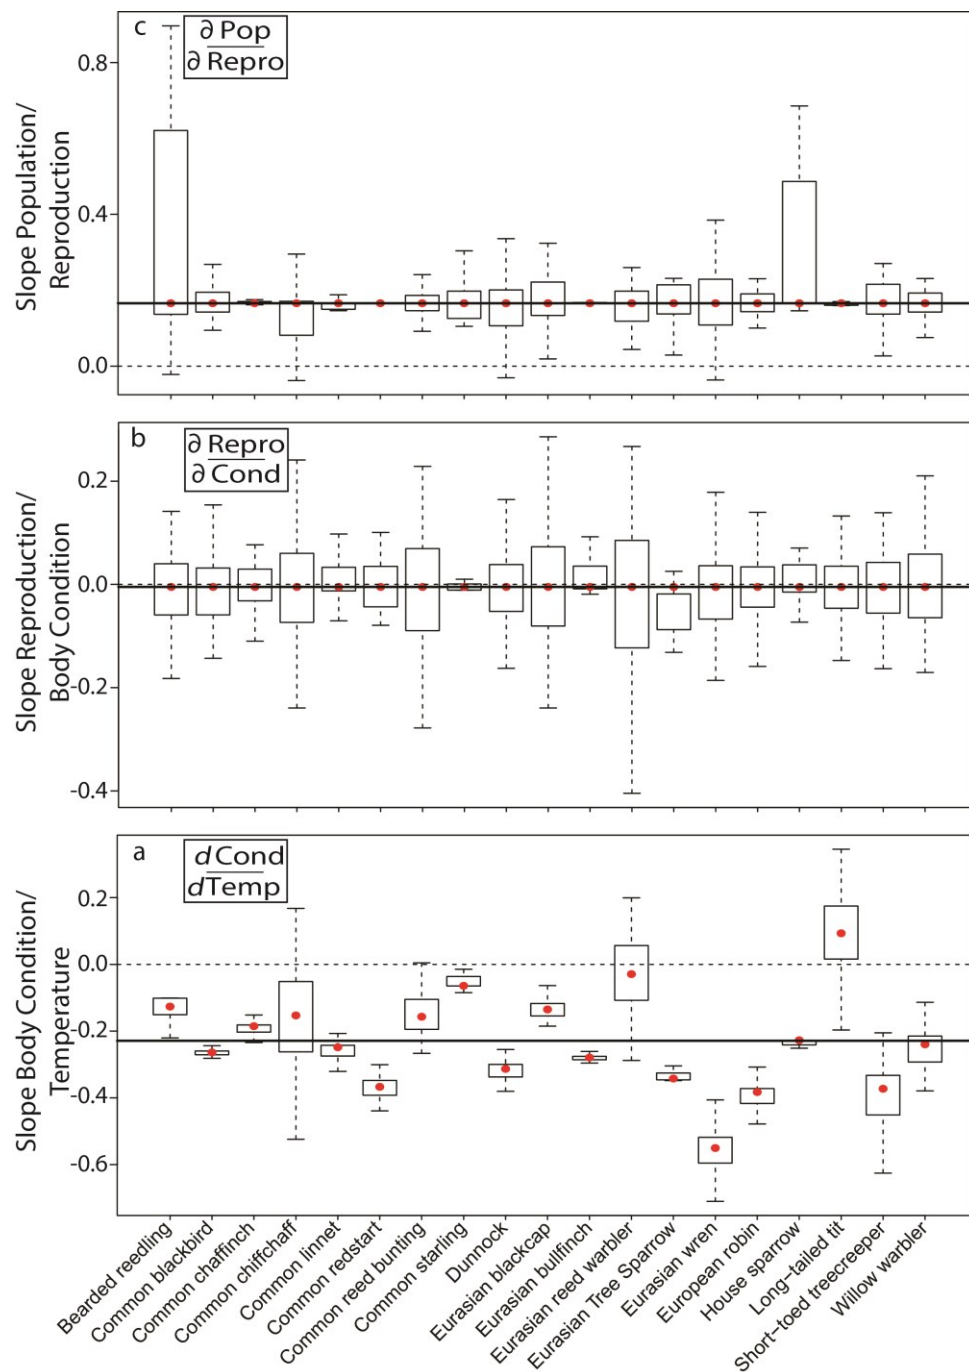 c
∂ Pop
∂ Repro
Slope Population/
Reproduction
0.8
0.4
0.0
b
∂ Repro
∂ Cond
Slope Reproduction/
Body Condition
0.2
0.0
-0.2
-0.4
a
d Cond
dTemp
Slope Body Condition/
Temperature
0.2
0.0
-0.2
-0.4
-0.6
Bearded reedling
Common blackbird
Common chaffinch
Common chiffchaff
Common linnet
Common redstart
Common reed bunting
Common starling
Dunnock
Eurasian blackcap
Eurasian bullfinch
Eurasian reed warbler
Eurasian Tree Sparrow
Eurasian wren
European robin
House sparrow
Long-tailed tit
Short-toed treecreeper
Willow warbler